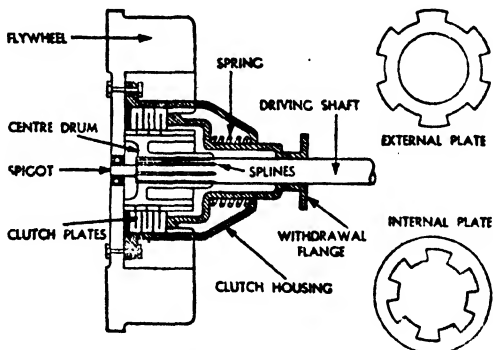 FLYWHEEL
SPRING
DRIVING SHAFT
EXTERNAL PLATE
CENTRE DRUM
SPIGOT
SPLINES
CLUTCH PLATES
WITHDRAWAL
FLANGE
INTERNAL PLATE
CLUTCH HOUSING